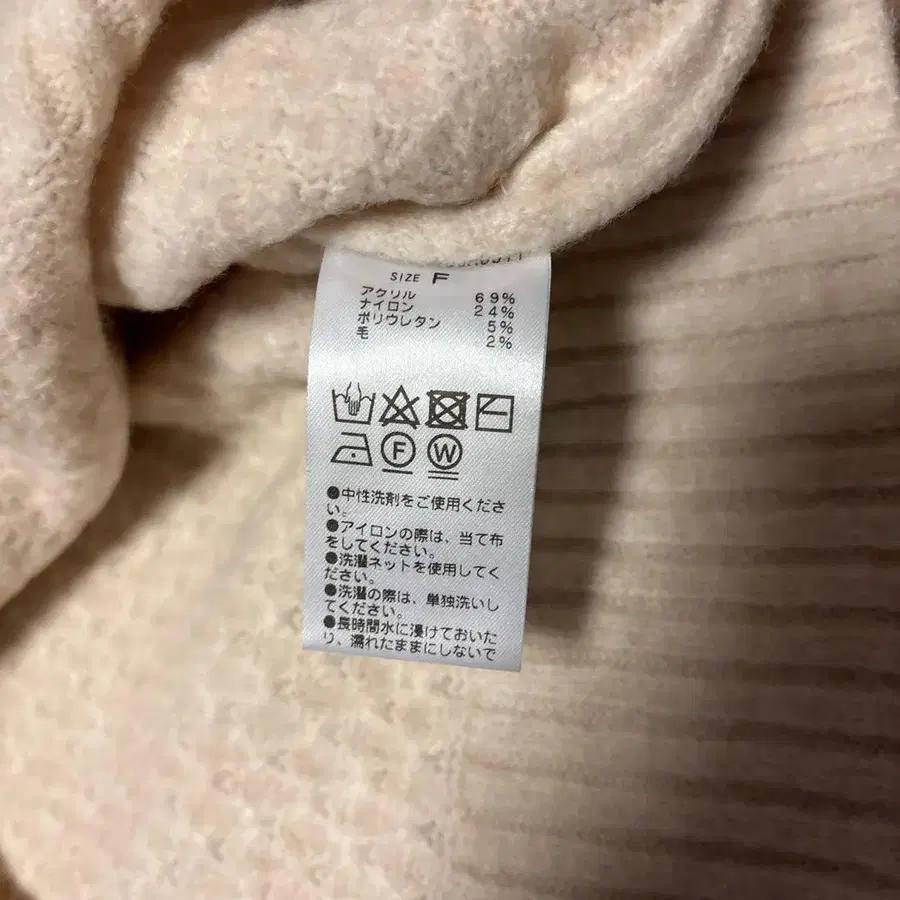 SIZE F
アクリル 69%
ナイロン 24%
ポリウレタン 5%
毛 2%
F W
●中性洗剤をご使用くださ
い。
●アイロンの際は、当て布
をしてください。
●洗濯ネットを使用してく
ださい。
●洗濯の際は、単独洗いし
てください。
●長時間水に浸けておいた
り、濡れたままにしないで